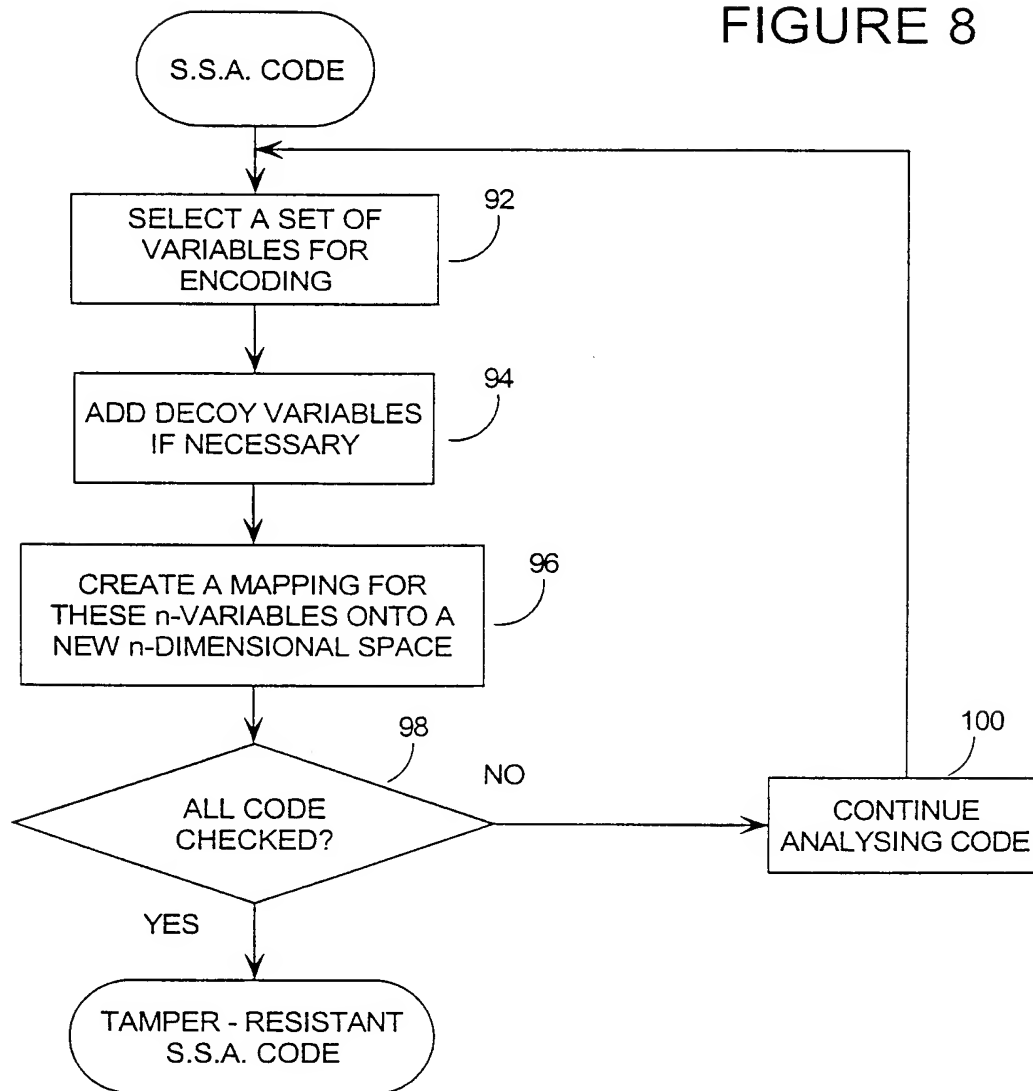 FIGURE 8
S.S.A. CODE
92
SELECT A SET OF
VARIABLES FOR
ENCODING
94
ADD DECOY VARIABLES
IF NECESSARY
96
CREATE A MAPPING FOR
THESE n-VARIABLES ONTO A
NEW n-DIMENSIONAL SPACE
98
ALL CODE
CHECKED?
NO
100
CONTINUE
ANALYSING CODE
YES
TAMPER - RESISTANT
S.S.A. CODE